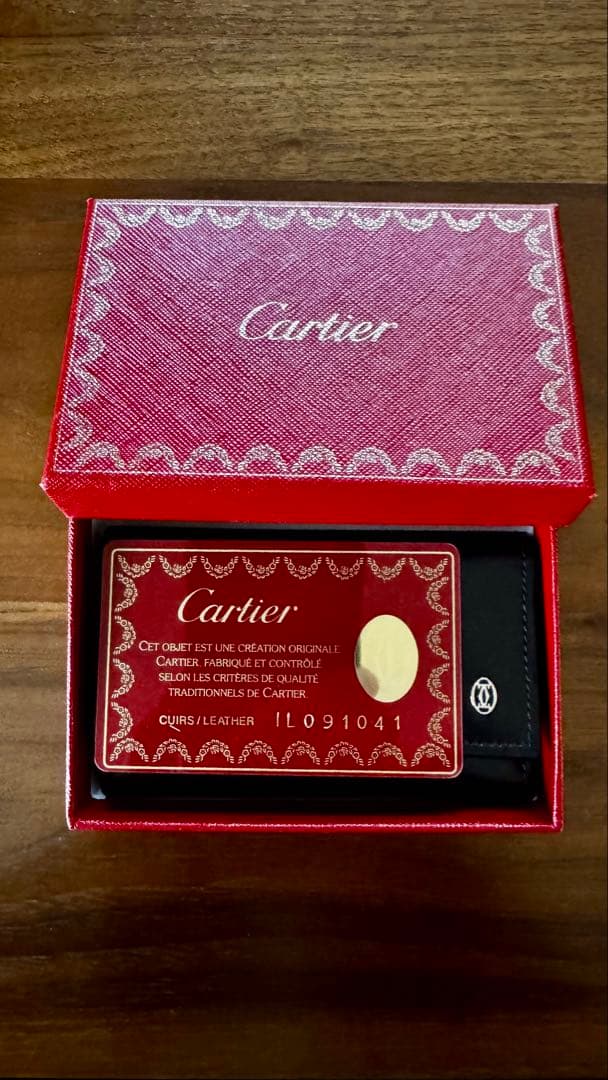 Cartier
Cartier
CET OBJET EST UNE CRÉATION ORIGINALE
CARTIER, FABRIQUÉ ET CONTRÔLÉ
SELON LES CRITÈRES DE QUALITÉ
TRADITIONNELS DE CARTIER.
CUIRS/LEATHER IL091041